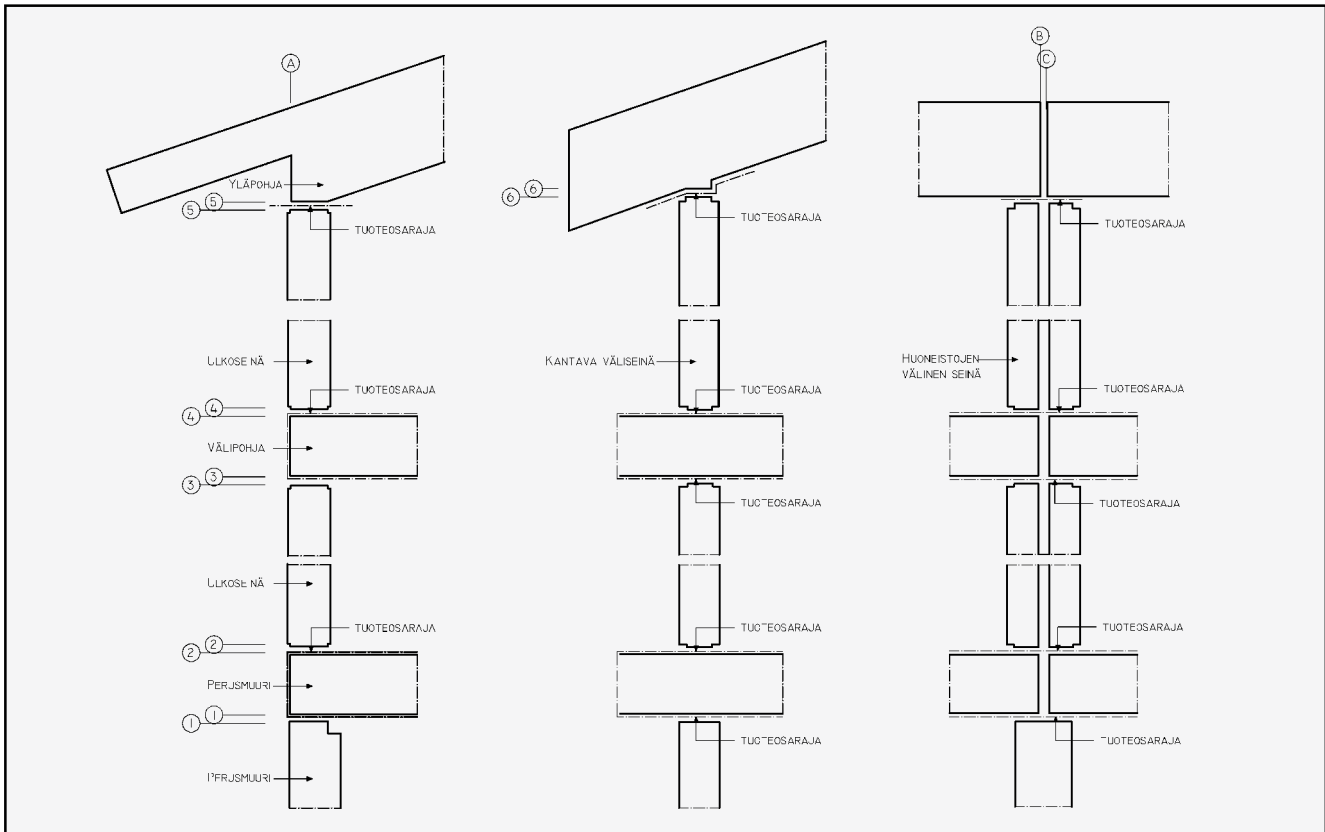 A
YLÄPOHJA
5
5
TUOTEOSARAJA
ULKOSEINÄ
TUOTEOSARAJA
4
4
VÄLIPOHJA
3
3
ULKOSEINÄ
TUOTEOSARAJA
2
2
PERUSMUURI
1
1
PERUSMUURI
6
6
TUOTEOSARAJA
KANTAVA VÄLISEINÄ
TUOTEOSARAJA
TUOTEOSARAJA
TUOTEOSARAJA
TUOTEOSARAJA
B
C
TUOTEOSARAJA
HUONEISTOJEN
VÄLINEN SEINÄ
TUOTEOSARAJA
TUOTEOSARAJA
TUOTEOSARAJA
TUOTEOSARAJA